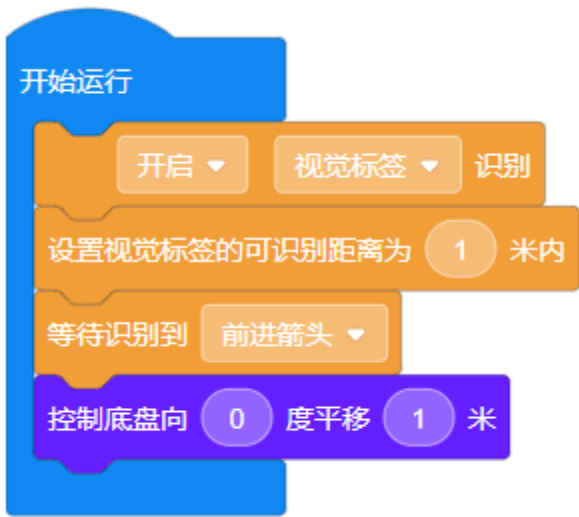 开始运行
开启 视觉标签 识别
设置视觉标签的可识别距离为 1 米内
等待识别到 前进箭头
控制底盘向 0 度平移 1 米